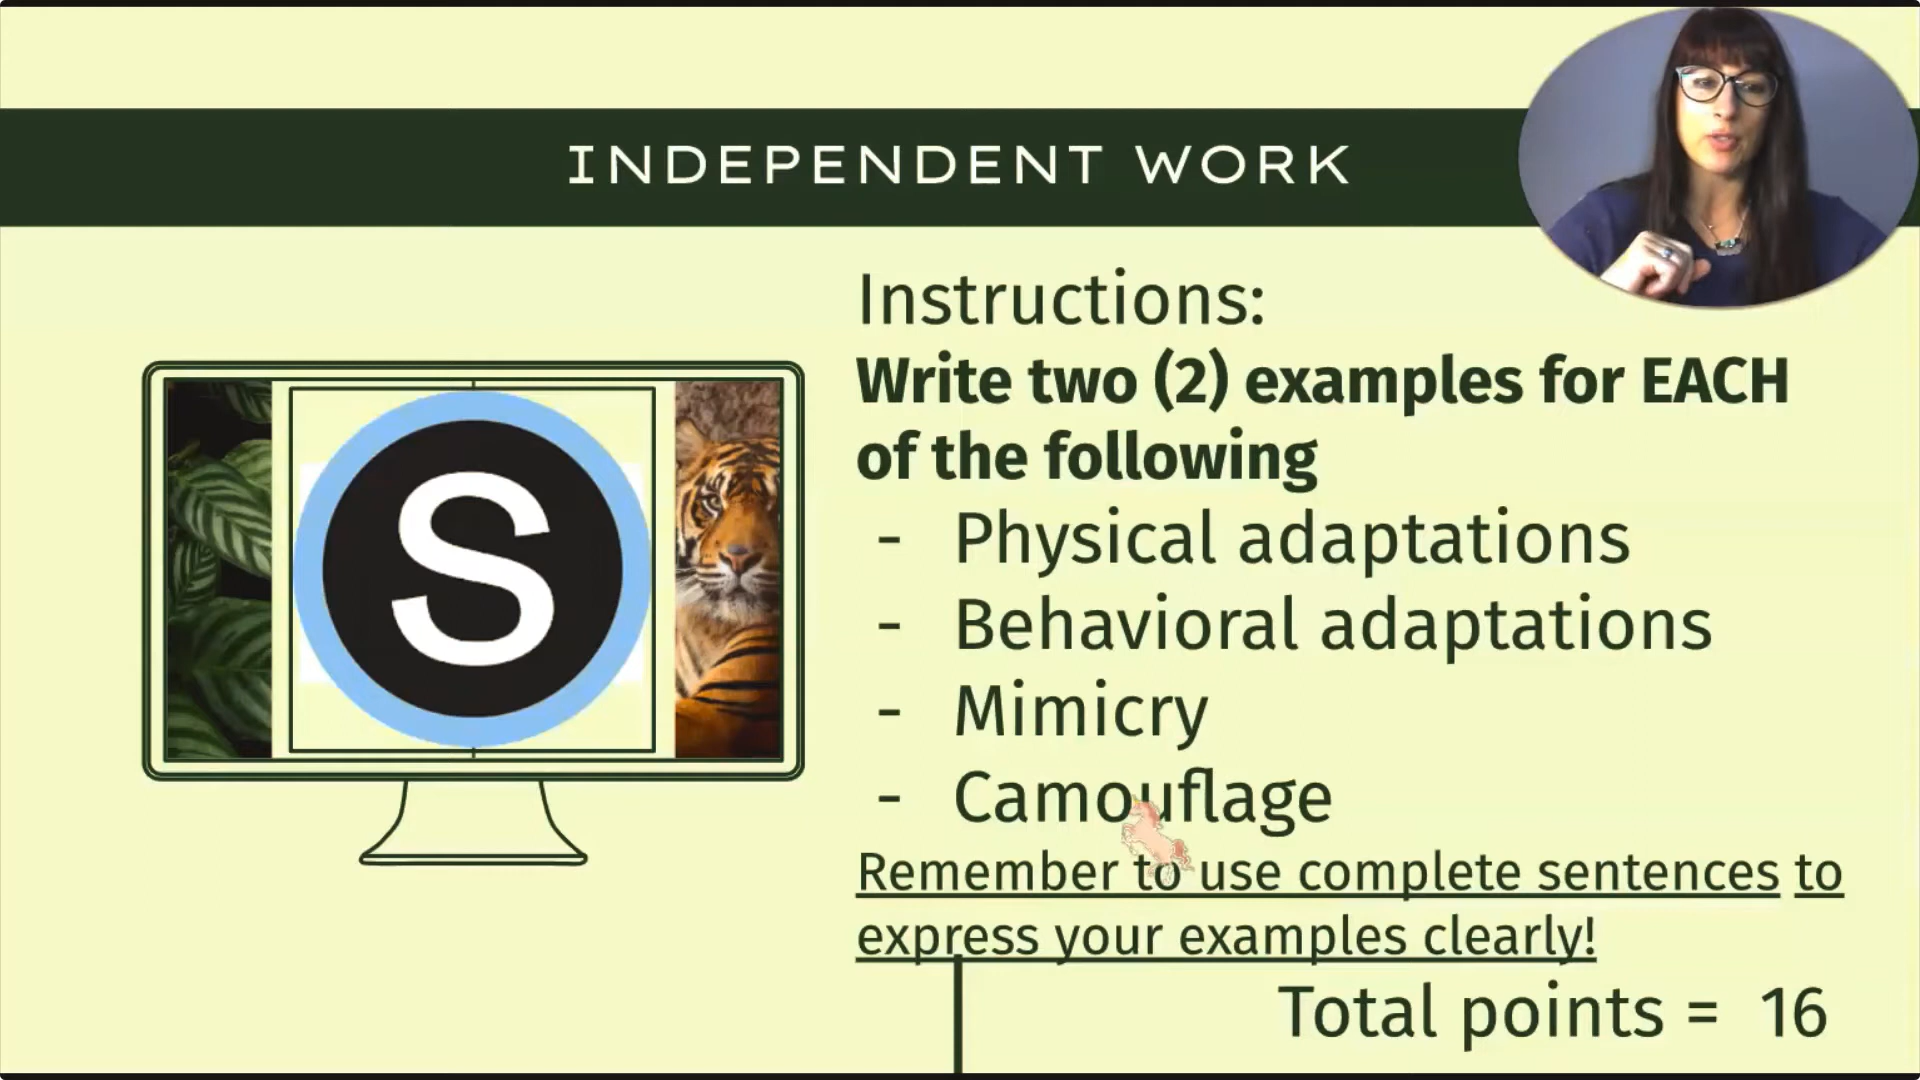 INDEPENDENT WORK
Instructions:
Write two (2) examples for EACH
of the following
- Physical adaptations
- Behavioral adaptations
- Mimicry
- Camouflage
Remember to use complete sentences to
express your examples clearly!
Total points = 16
S